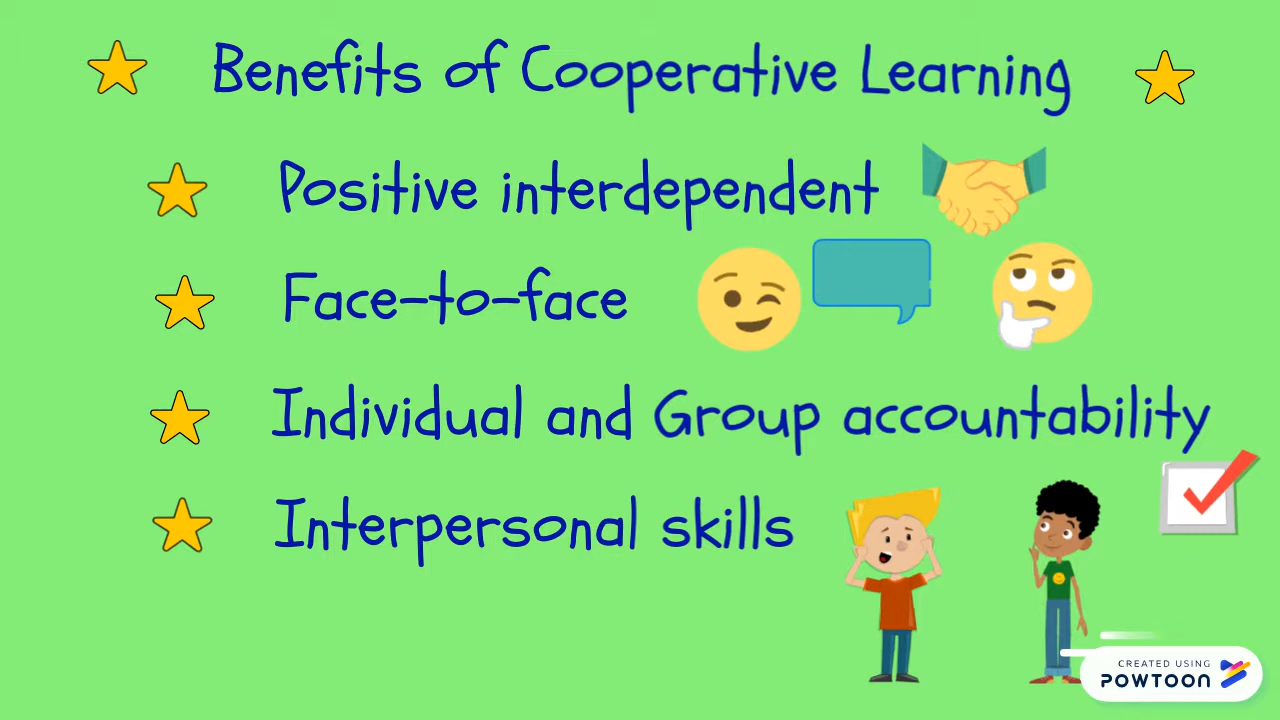 Benefits of Cooperative Learning
Positive interdependent
Face-to-face
Individual and Group accountability
Interpersonal skills
CREATED USING
POWTOON